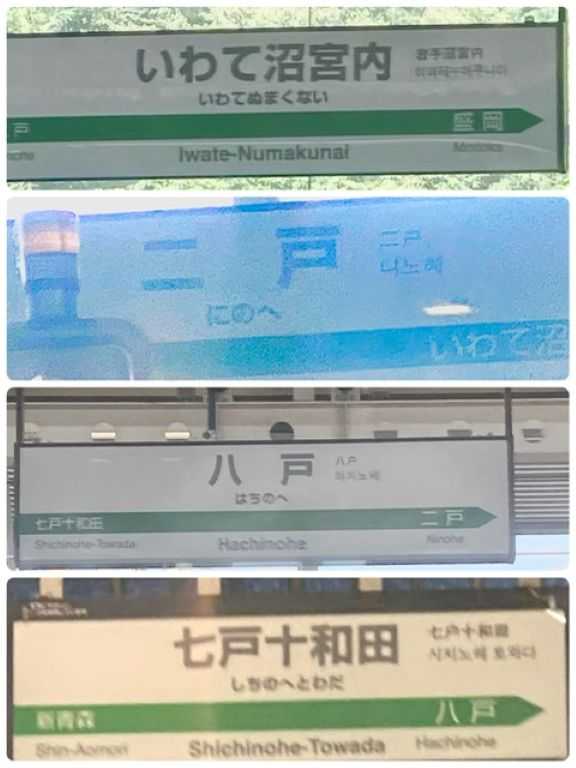 いわて沼宮内 岩手沼宮内
이와테누마쿠나이
いわてぬまくない
戸 盛岡
nohe Iwate-Numakunai Morioka
二戸 二戸
니노헤
にのへ
いわて沼
八戸 八戸
하치노헤
はちのへ
七戸十和田 二戸
Shichinohe-Towada Hachinohe Ninohe
七戸十和田 七户十和田
시치노헤 토와다
しちのへとわだ
新青森 八戸
Shin-Aomori Shichinohe-Towada Hachinohe